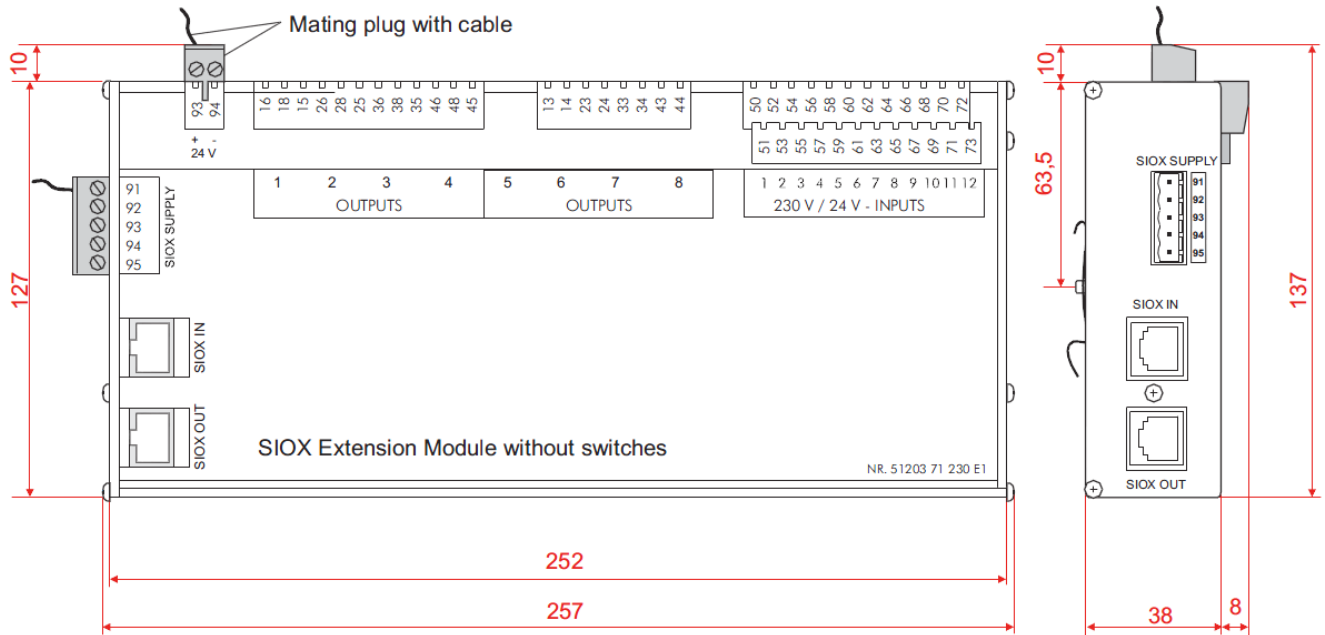 Mating plug with cable
10
127
93 94
+ -
24 V
16 18 15 26 28 25 36 38 35 46 48 45
13 14 23 24 33 34 43 44
50 52 54 56 58 60 62 64 66 68 70 72
51 53 55 57 59 61 63 65 67 69 71 73
1 2 3 4
OUTPUTS
5 6 7 8
OUTPUTS
1 2 3 4 5 6 7 8 9 10 11 12
230 V / 24 V - INPUTS
91
92
93
94
95
SIOX SUPPLY
SIOX IN
SIOX OUT
SIOX Extension Module without switches
NR. 51203 71 230 E1
252
257
10
63,5
137
SIOX SUPPLY
91
92
93
94
95
SIOX IN
SIOX OUT
38
8